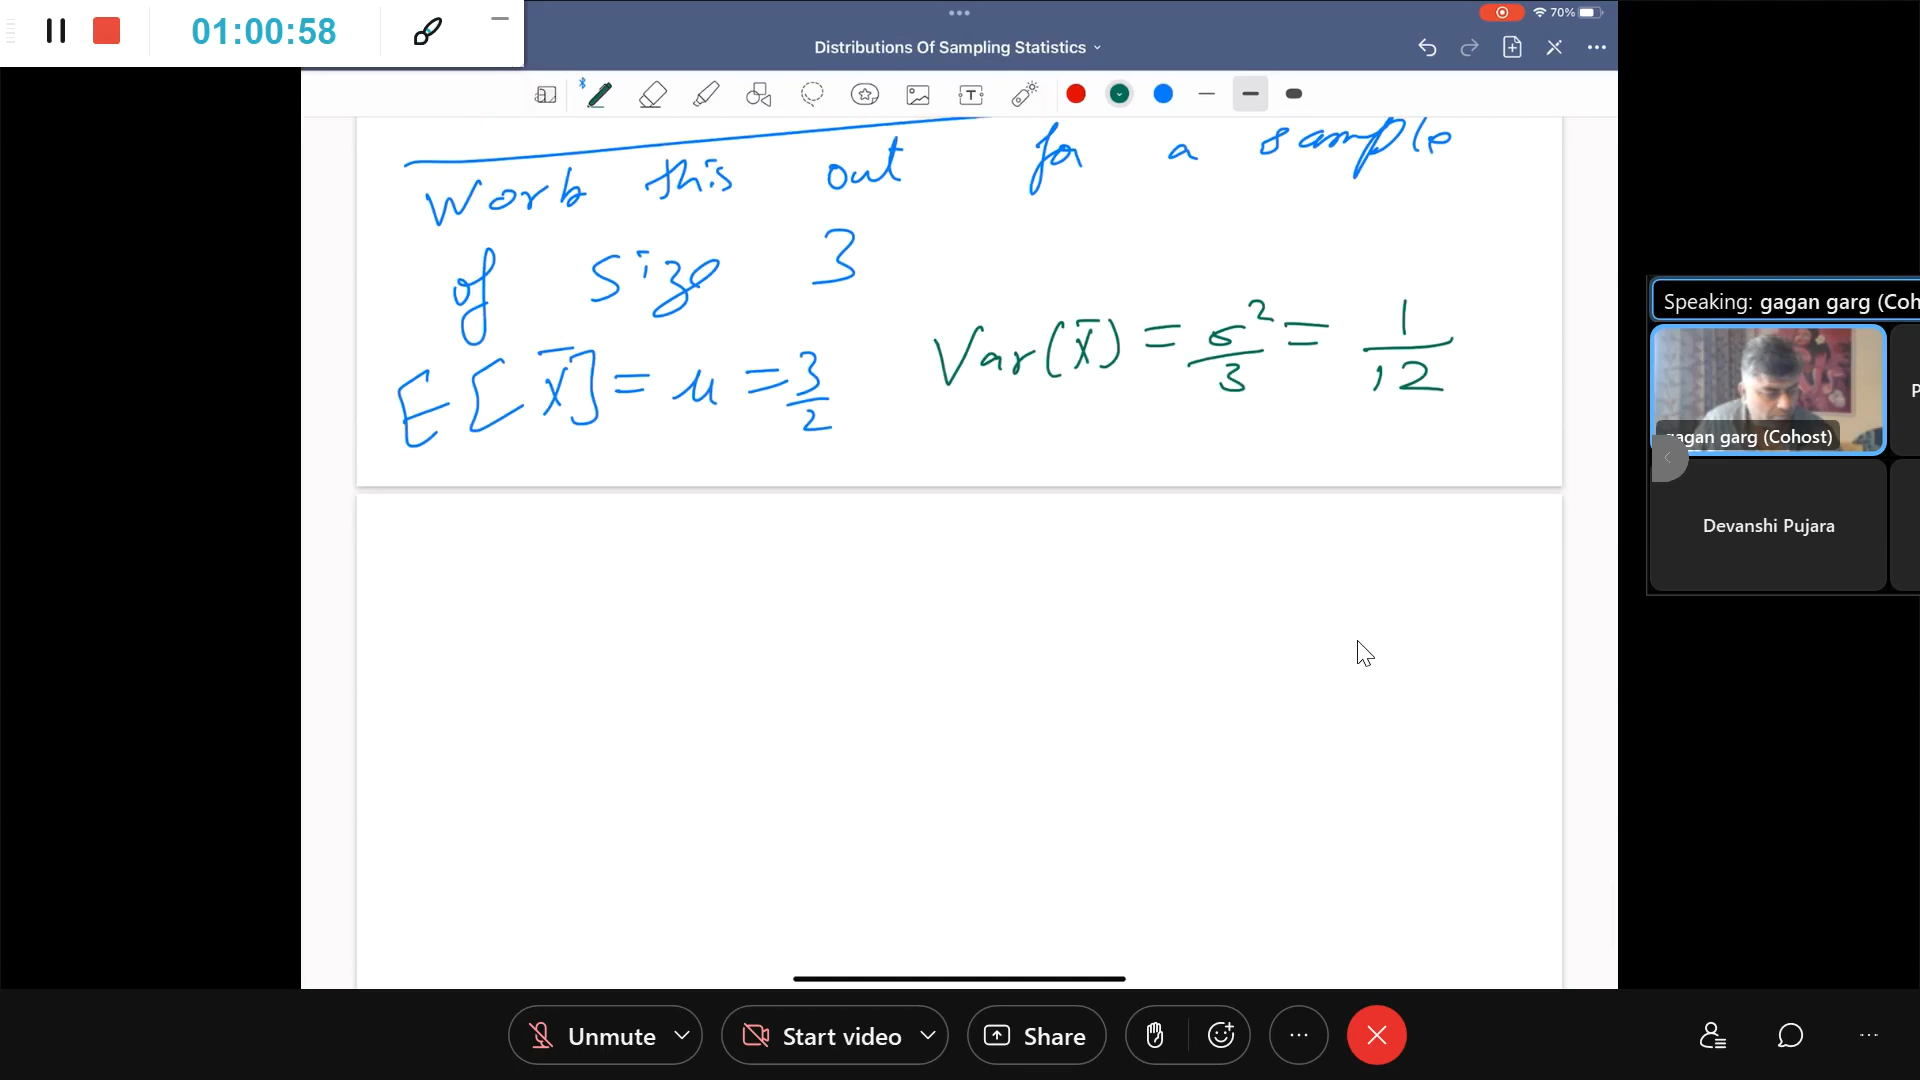 01:00:58
70%
Distributions Of Sampling Statistics
Work this out for a sample
of size 3
E[X̄] = μ = 3/2
Var(X̄) = σ²/3 = 1/12
Speaking: gagan garg (Coh
gagan garg (Cohost)
P
Devanshi Pujara
Unmute
Start video
Share